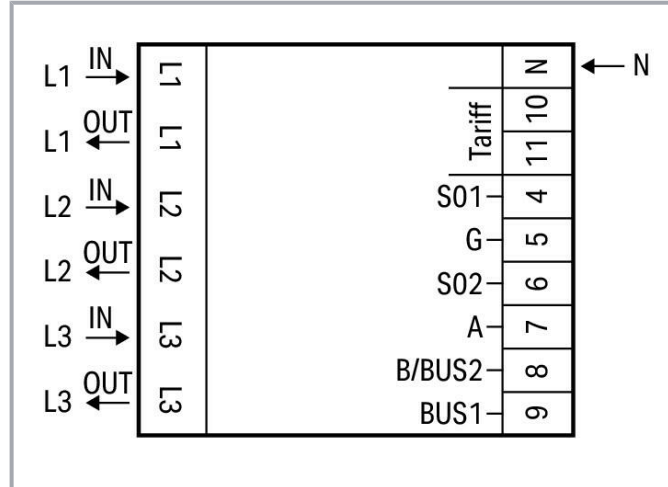 L1 IN L1
L1 OUT L1
L2 IN L2
L2 OUT L2
L3 IN L3
L3 OUT L3
N N
Tariff 10
11
S01 4
G 5
S02 6
A 7
B/BUS2 8
BUS1 9